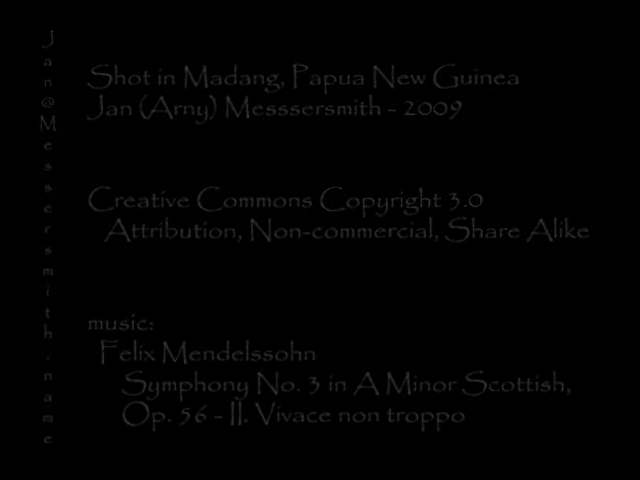 Jan@Messersmith.name
Shot in Madang, Papua New Guinea
Jan (Arny) Messsersmith - 2009
Creative Commons Copyright 3.0
Attribution, Non-commercial, Share Alike
music:
Felix Mendelssohn
Symphony No. 3 in A Minor Scottish,
Op. 56 - II. Vivace non troppo